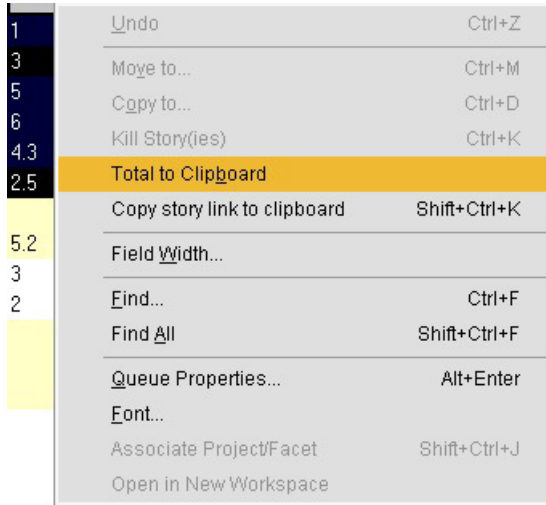 1
3
5
6
4.3
2.5
5.2
3
2
Undo Ctrl+Z
Move to... Ctrl+M
Copy to... Ctrl+D
Kill Story(ies) Ctrl+K
Total to Clipboard
Copy story link to clipboard Shift+Ctrl+K
Field Width...
Find... Ctrl+F
Find All Shift+Ctrl+F
Queue Properties... Alt+Enter
Font...
Associate Project/Facet Shift+Ctrl+J
Open in New Workspace